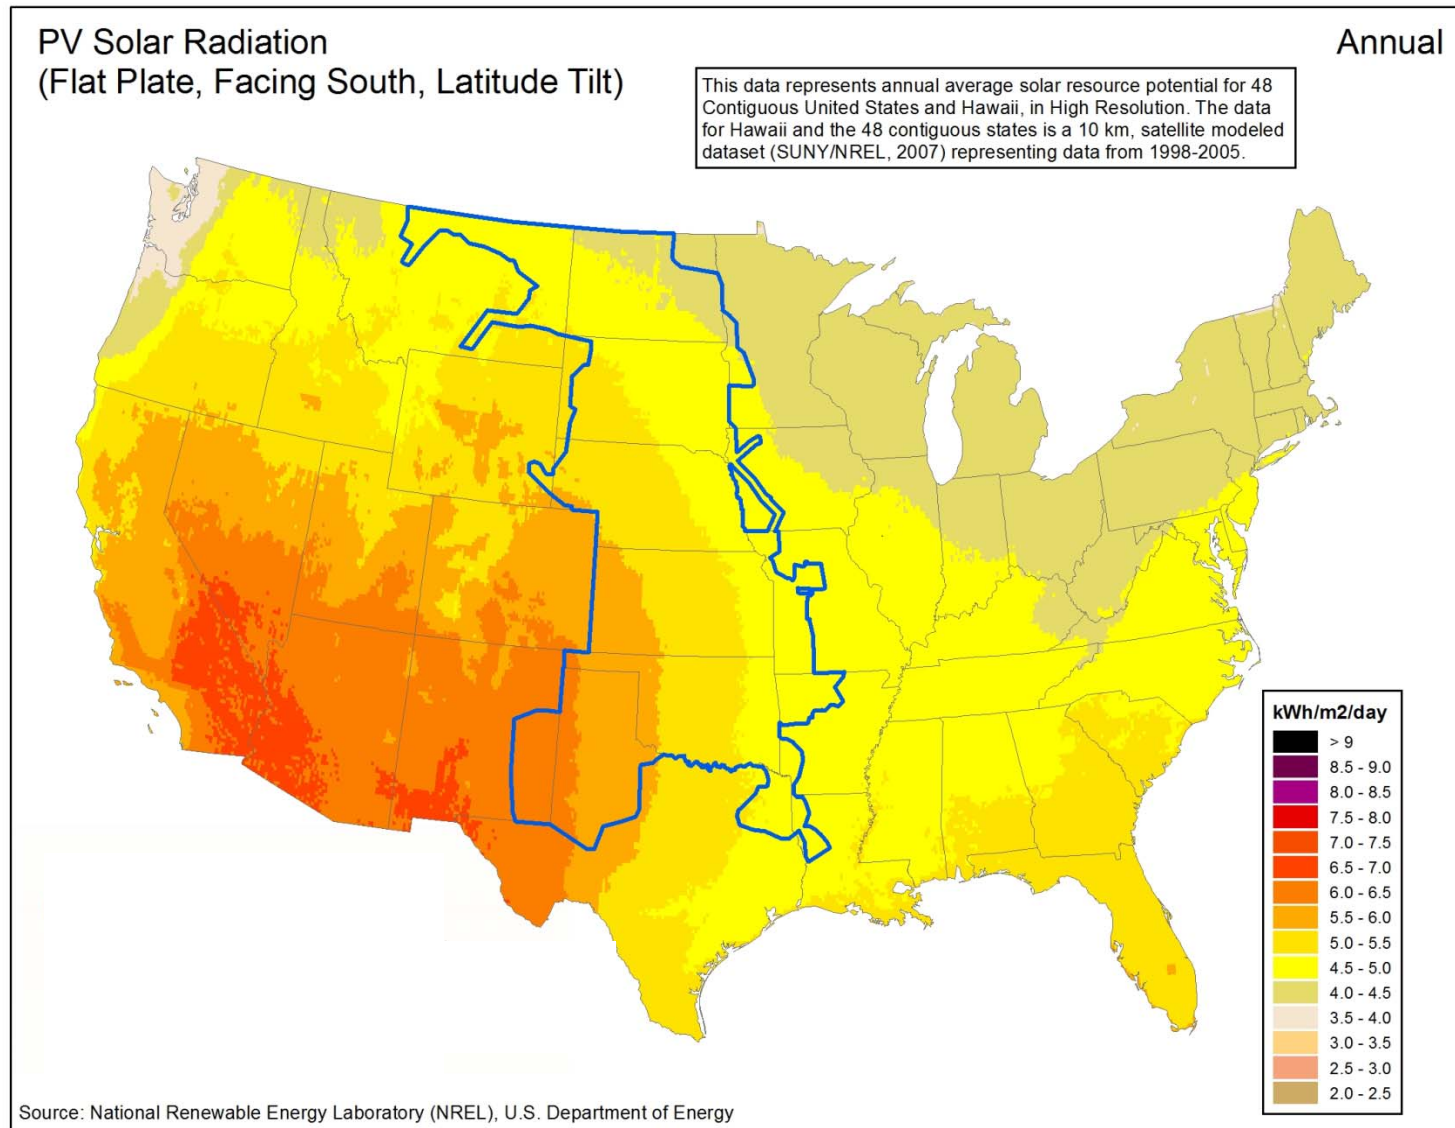 PV Solar Radiation
(Flat Plate, Facing South, Latitude Tilt)
Annual
This data represents annual average solar resource potential for 48
Contiguous United States and Hawaii, in High Resolution. The data
for Hawaii and the 48 contiguous states is a 10 km, satellite modeled
dataset (SUNY/NREL, 2007) representing data from 1998-2005.
kWh/m2/day
> 9
8.5 - 9.0
8.0 - 8.5
7.5 - 8.0
7.0 - 7.5
6.5 - 7.0
6.0 - 6.5
5.5 - 6.0
5.0 - 5.5
4.5 - 5.0
4.0 - 4.5
3.5 - 4.0
3.0 - 3.5
2.5 - 3.0
2.0 - 2.5
Source: National Renewable Energy Laboratory (NREL), U.S. Department of Energy